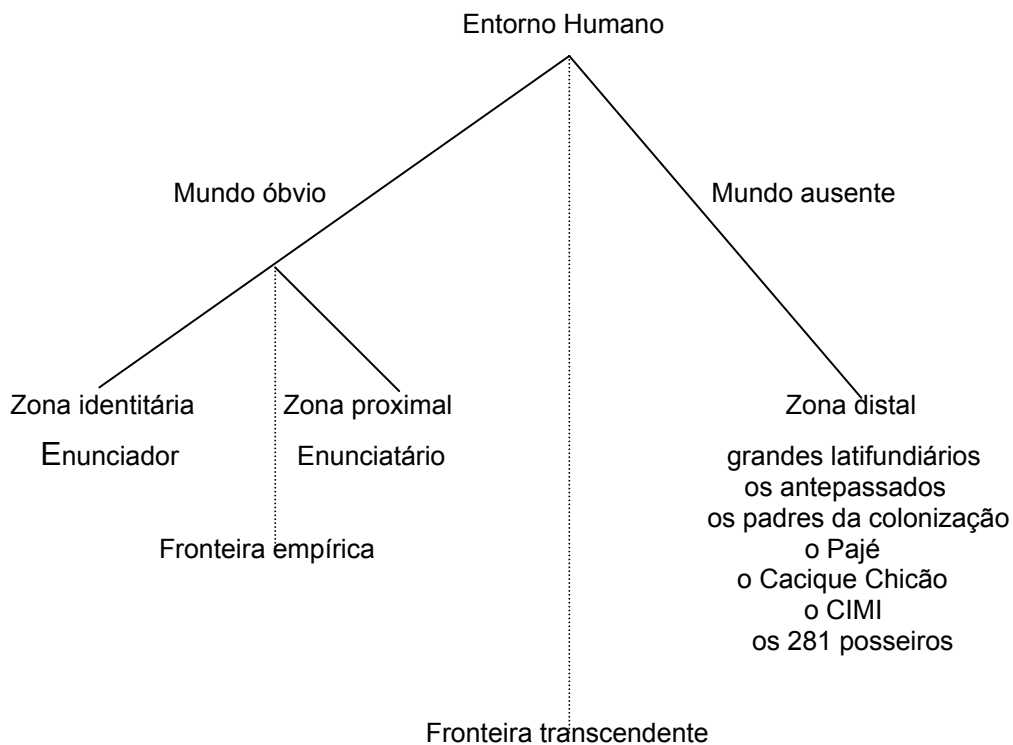 Entorno Humano
Mundo óbvio
Mundo ausente
Zona identitária
Zona proximal
Zona distal
Enunciador
Enunciatário
grandes latifundiários
os antepassados
os padres da colonização
o Pajé
o Cacique Chicão
o CIMI
os 281 posseiros
Fronteira empírica
Fronteira transcendente